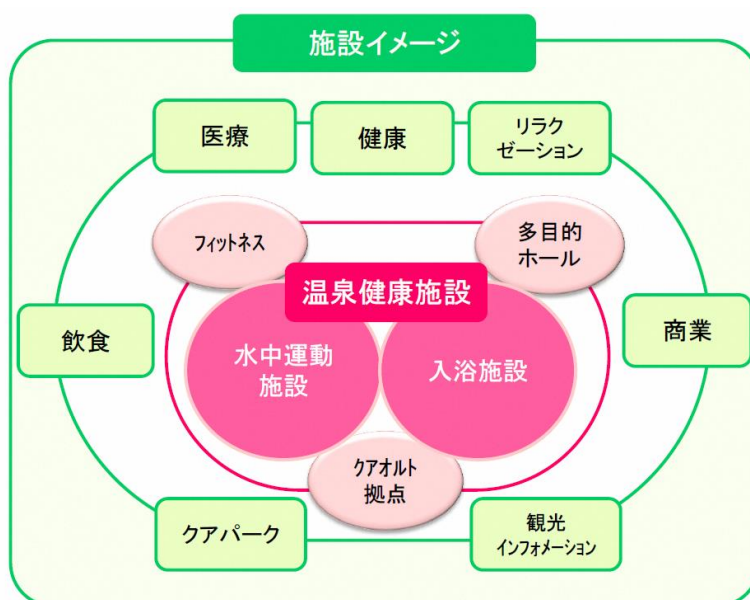 施設イメージ
医療
健康
リラク
ゼーション
フィットネス
多目的
ホール
温泉健康施設
飲食
商業
水中運動
施設
入浴施設
クアオルト
拠点
クアパーク
観光
インフォメーション